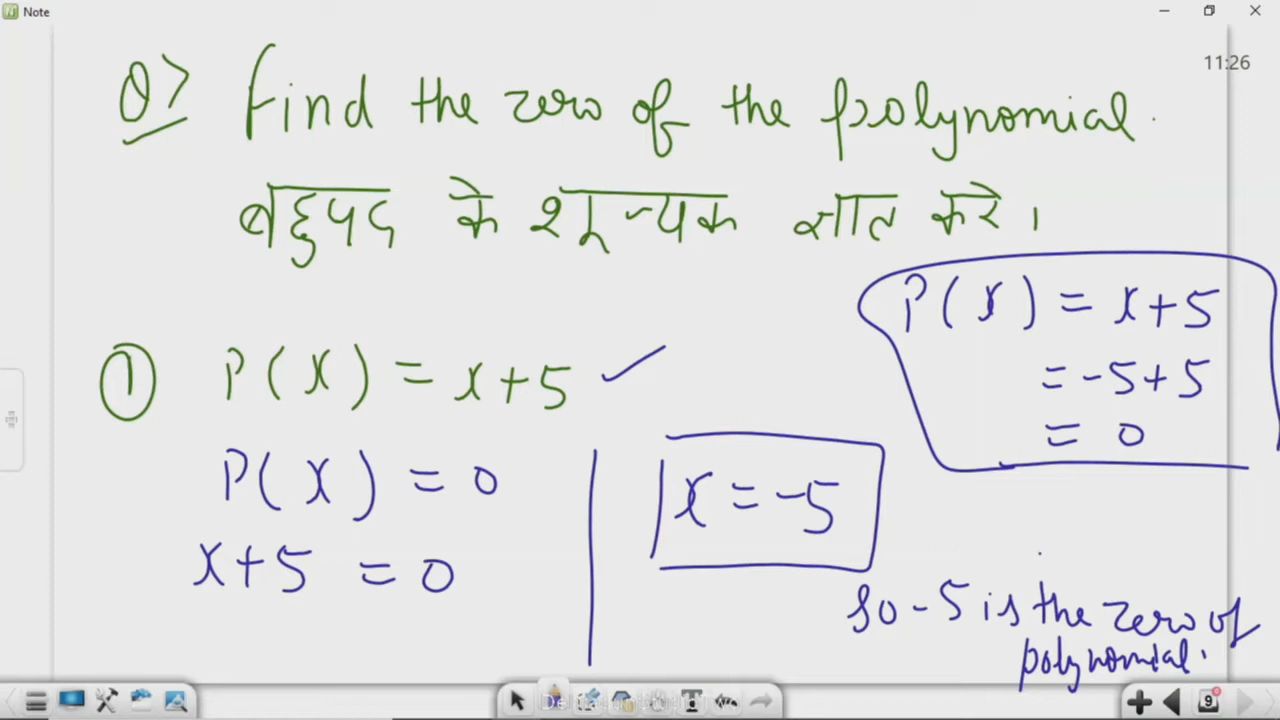 Note
11:26
Q> Find the zero of the polynomial.
बहुपद के शून्यक ज्ञात करे।
① P(x) = x+5 ✓
P(x) = 0
x+5 = 0
x = -5
P(x) = x+5
= -5+5
= 0
So -5 is the zero of
polynomial.
9